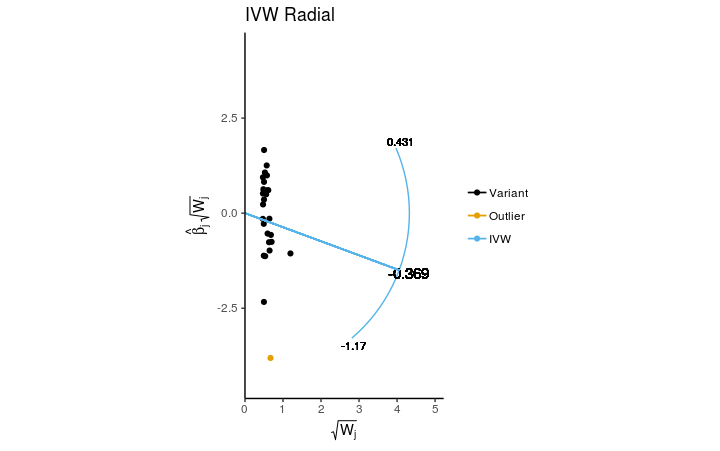 IVW Radial
2.5
0.0
-2.5
0 1 2 3 4 5
β̂j√Wj
√Wj
0.431
-0.369
-1.17
Variant
Outlier
IVW